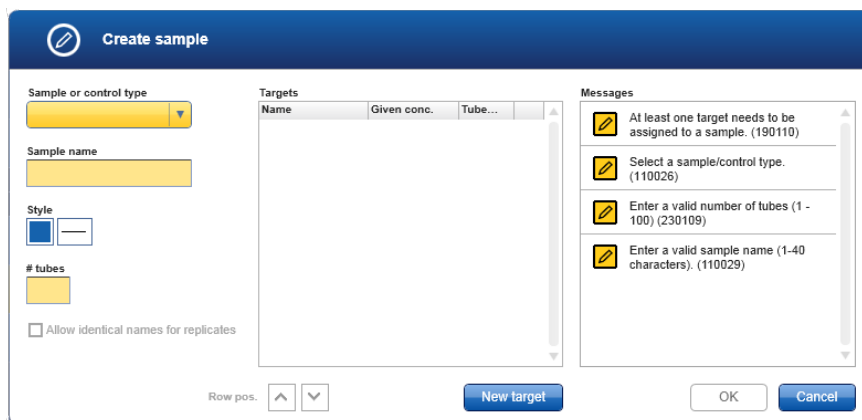 Create sample
Sample or control type
Sample name
Style
# tubes
Allow identical names for replicates
Targets
Name Given conc. Tube...
Row pos.
New target
Messages
At least one target needs to be
assigned to a sample. (190110)
Select a sample/control type.
(110026)
Enter a valid number of tubes (1 -
100) (230109)
Enter a valid sample name (1-40
characters). (110029)
OK Cancel